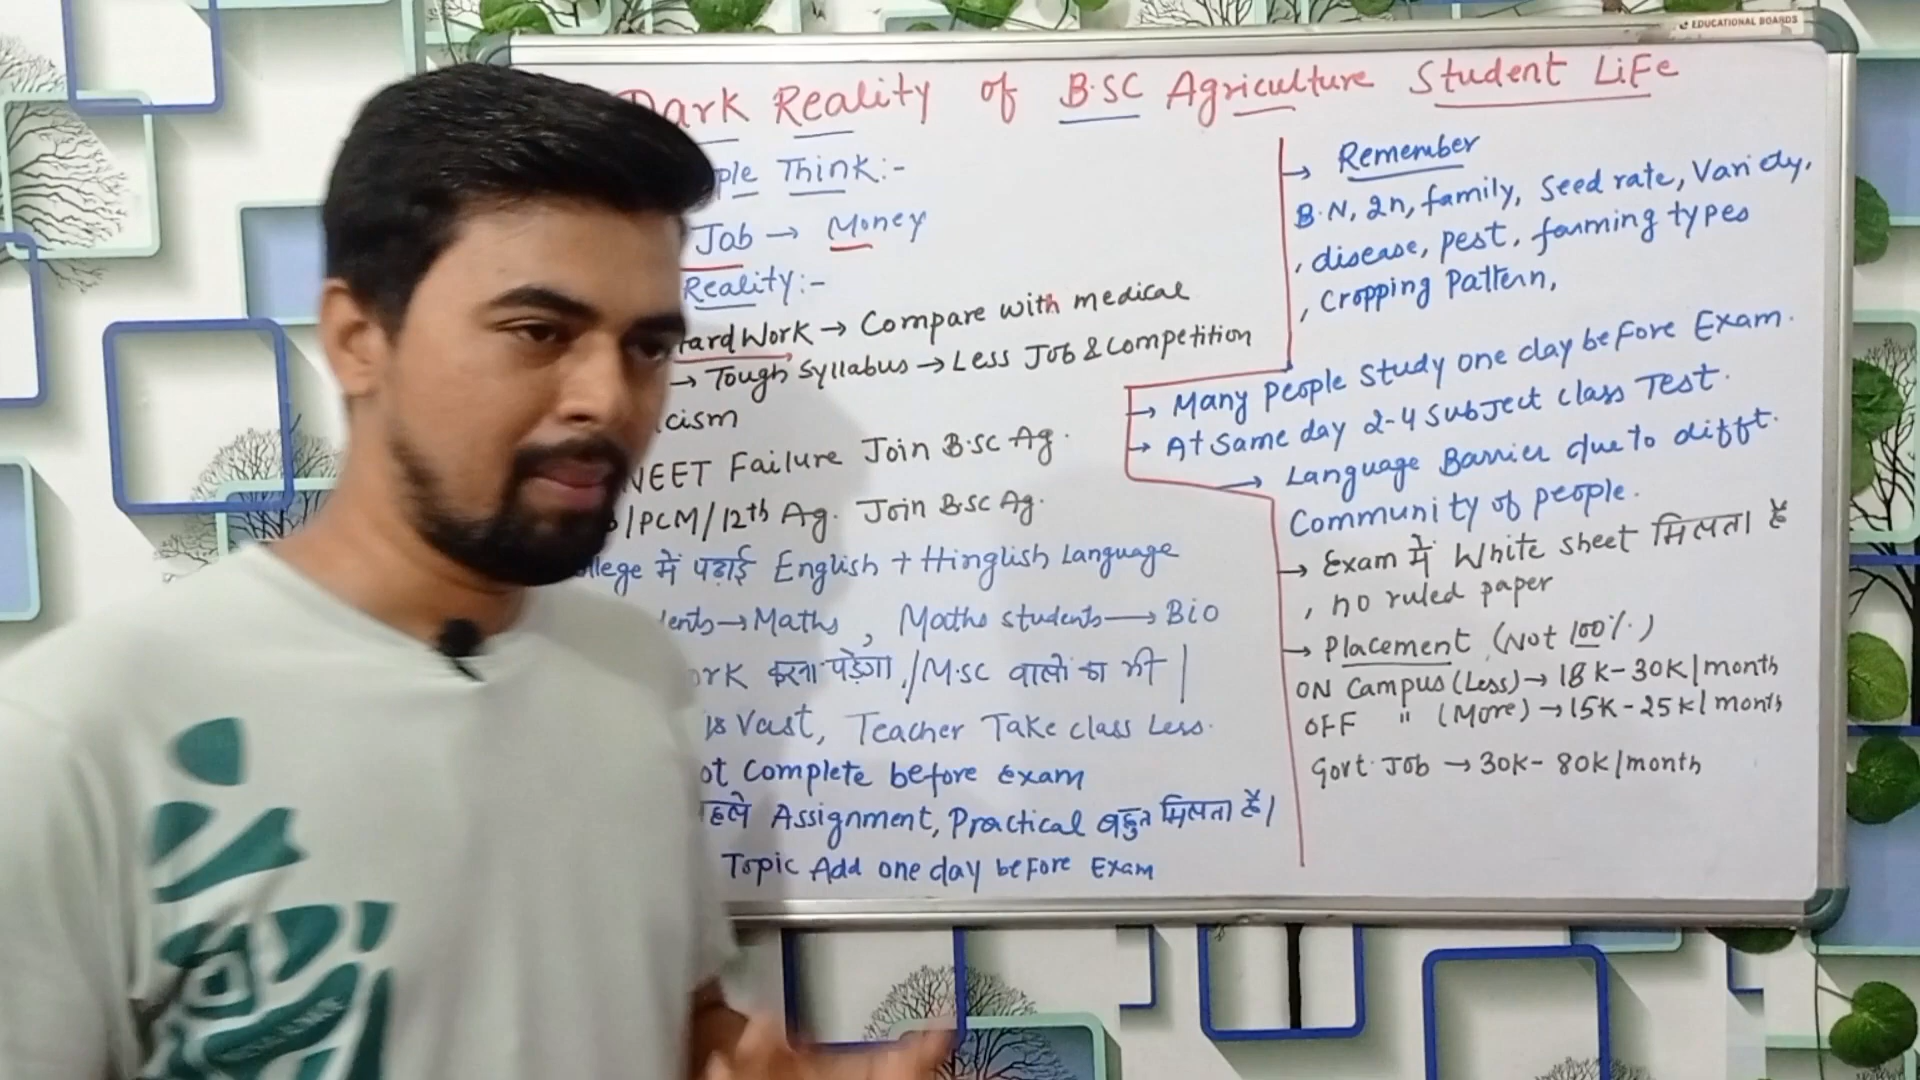 EDUCATIONAL BOARDS
Dark Reality of B.SC Agriculture Student LiFe
ple Think:-
Job → Money
Reality:-
Hard Work → Compare with medical
→ Tough Syllabus → Less Job & Competition
cism
NEET Failure Join B.sc Ag.
/PCM/12th Ag. Join B.sc Ag.
llege में पढ़ाई English + Hinglish Language
ents → Maths, Maths students → Bio
ork करना पड़ेगा,/M.SC वालो का भी |
is Vast, Teacher Take class Less.
ot Complete before exam
हले Assignment, Practical बहुत मिलता है|
Topic Add one day before Exam
→ Remember
B.N, 2n, family, Seed rate, Variety,
, disease, pest, farming types
, Cropping Pattern,
→ Many People Study one day before Exam.
→ At Same day 2-4 Subject class Test.
→ Language Barrier due to difft.
Community of people.
→ Exam में White sheet मिलता है
, no ruled paper
→ Placement (Not 100%)
ON Campus (Less) → 18K-30K/month
OFF " (More) → 15K-25K/month
Govt. Job → 30K-80K/month